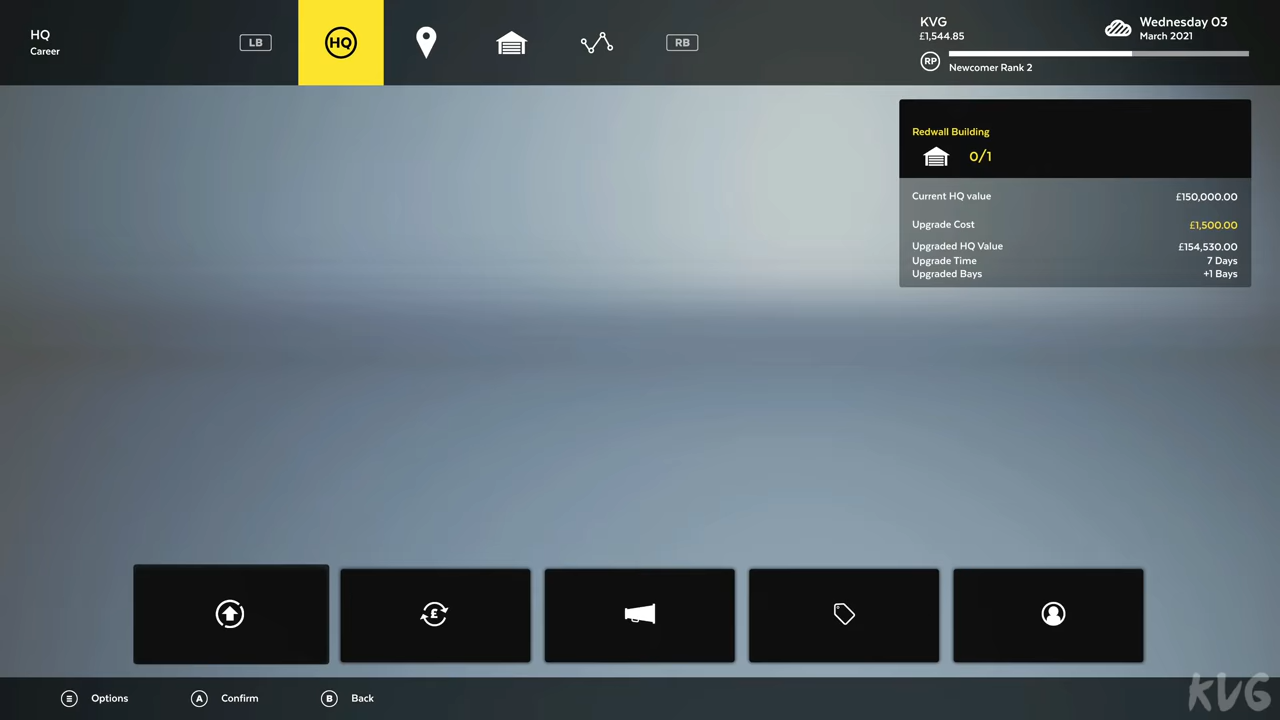 HQ
Career
LB
HQ
RB
KVG
£1,544.85
Wednesday 03
March 2021
RP
Newcomer Rank 2
Redwall Building
0/1
Current HQ value £150,000.00
Upgrade Cost £1,500.00
Upgraded HQ Value £154,530.00
Upgrade Time 7 Days
Upgraded Bays +1 Bays
£
Options A Confirm B Back
KVG